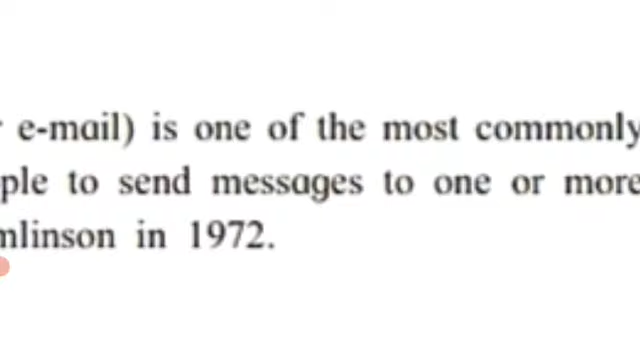 e-mail) is one of the most commonly
ple to send messages to one or more
mlinson in 1972.